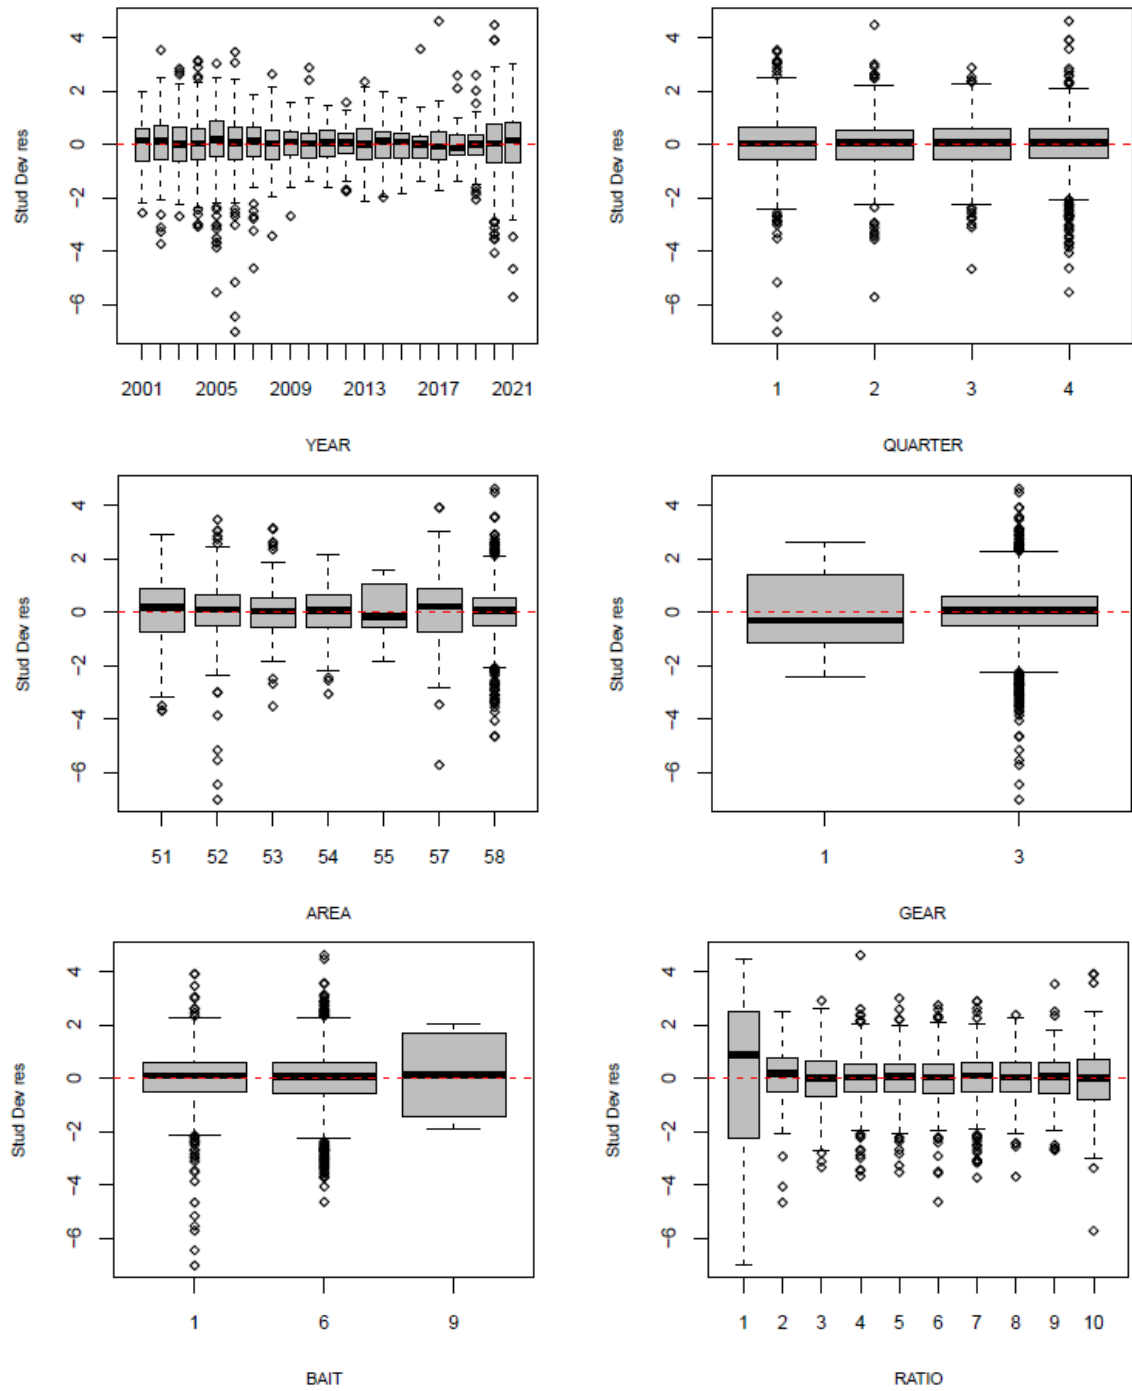 Stud Dev res
4
2
0
−2
−4
−6
2001 2005 2009 2013 2017 2021
YEAR
Stud Dev res
4
2
0
−2
−4
−6
1 2 3 4
QUARTER
Stud Dev res
4
2
0
−2
−4
−6
51 52 53 54 55 57 58
AREA
Stud Dev res
4
2
0
−2
−4
−6
1 3
GEAR
Stud Dev res
4
2
0
−2
−4
−6
1 6 9
BAIT
Stud Dev res
4
2
0
−2
−4
−6
1 2 3 4 5 6 7 8 9 10
RATIO